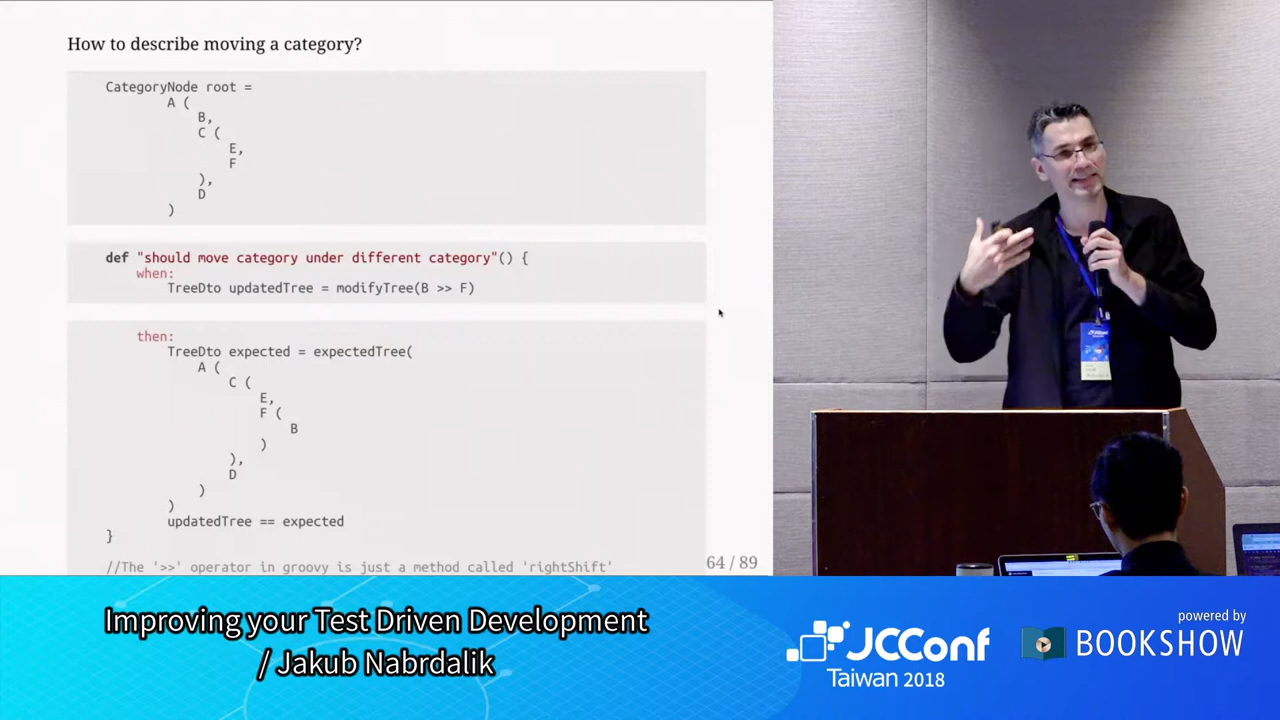 How to describe moving a category?
CategoryNode root =
A (
B,
C (
E,
F
),
D
)
def "should move category under different category"() {
when:
TreeDto updatedTree = modifyTree(B >> F)
then:
TreeDto expected = expectedTree(
A (
C (
E,
F (
B
)
),
D
)
)
updatedTree == expected
}
//The '>>' operator in groovy is just a method called 'rightShift'
64 / 89
JCConf
Improving your Test Driven Development
/ Jakub Nabrdalik
JCConf
Taiwan 2018
powered by
BOOKSHOW